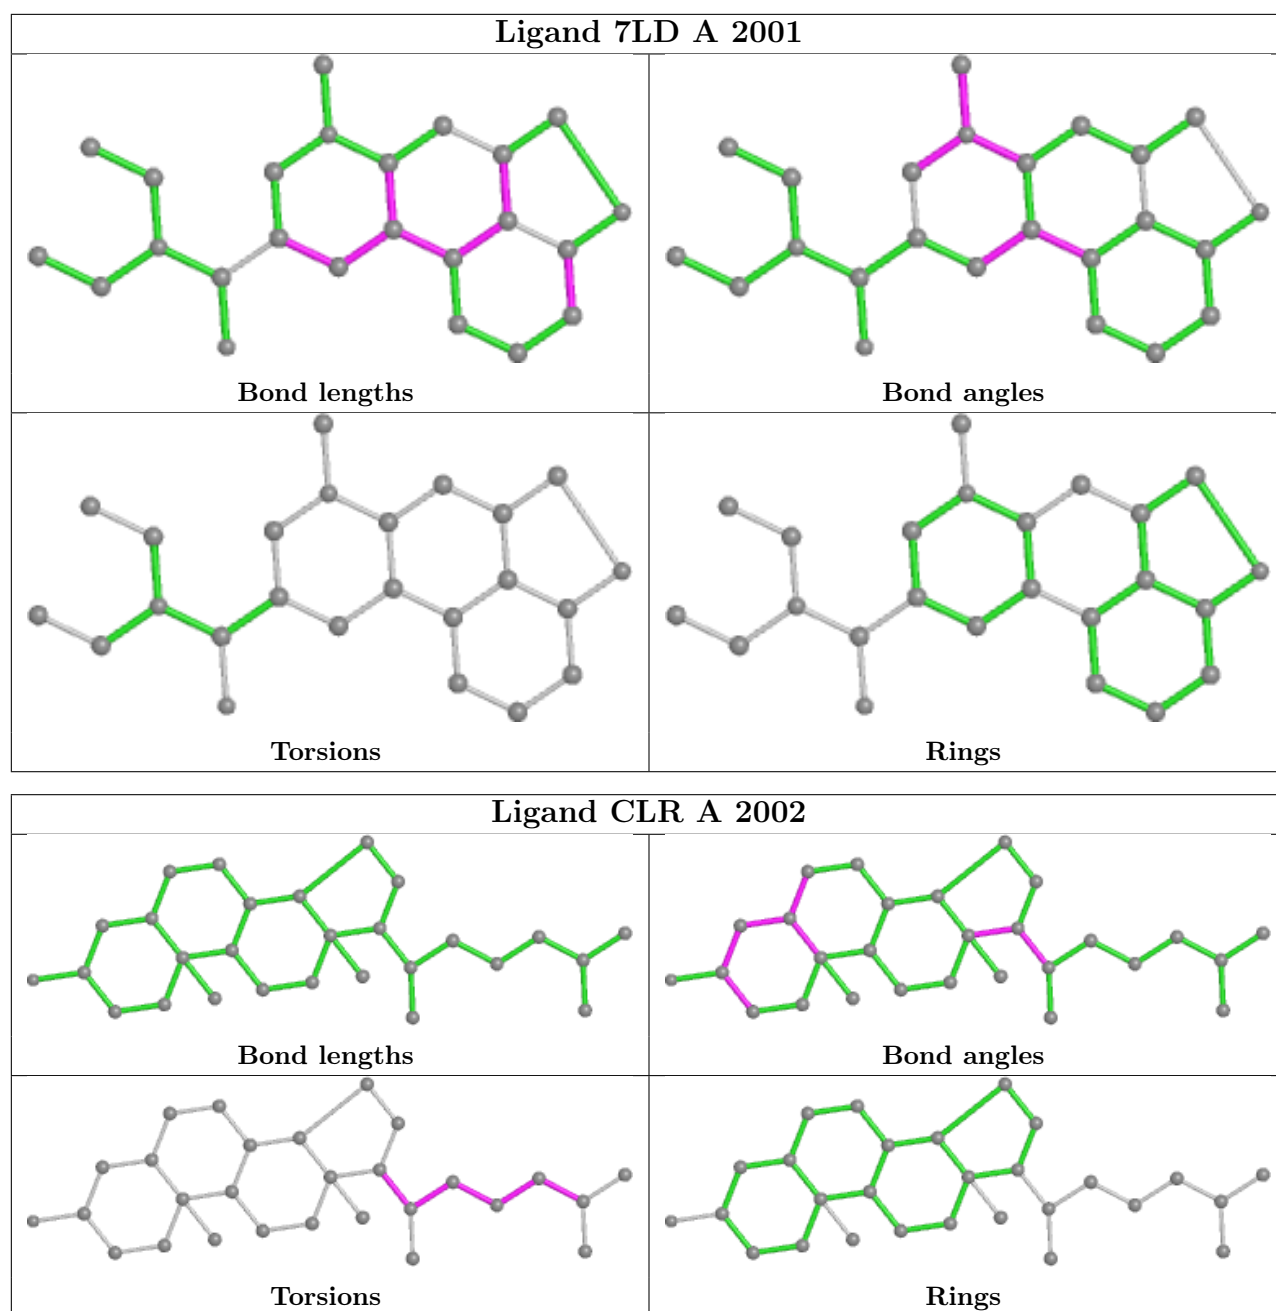 Ligand 7LD A 2001
Bond lengths
Bond angles
Torsions
Rings
Ligand CLR A 2002
Bond lengths
Bond angles
Torsions
Rings